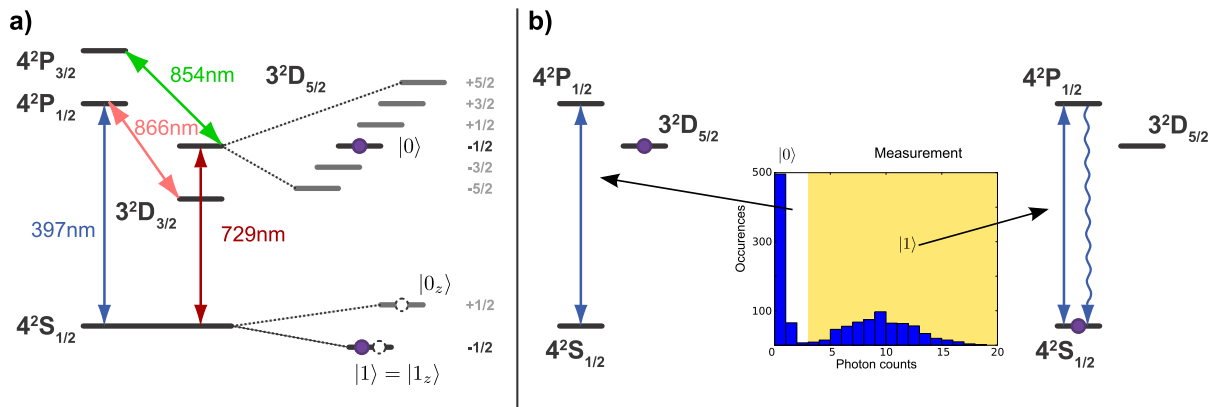 a)
4²P3/2
854nm
3²D5/2
+5/2
4²P1/2
866nm
+3/2
+1/2
|0⟩
-1/2
-3/2
-5/2
3²D3/2
397nm
729nm
|0z⟩
+1/2
4²S1/2
-1/2
|1⟩ = |1z⟩
b)
4²P1/2
3²D5/2
4²S1/2
|0⟩
Measurement
500
300
100
Occurences
|1⟩
0
5
10
15
20
Photon counts
4²P1/2
3²D5/2
4²S1/2